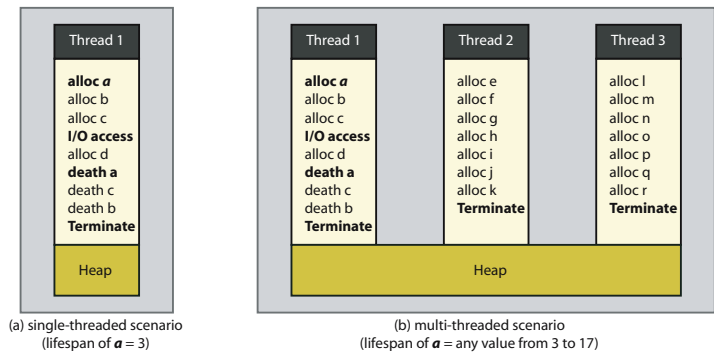 Thread 1
alloc a
alloc b
alloc c
I/O access
alloc d
death a
death c
death b
Terminate
Heap
(a) single-threaded scenario
(lifespan of a = 3)
Thread 1
alloc a
alloc b
alloc c
I/O access
alloc d
death a
death c
death b
Terminate
Thread 2
alloc e
alloc f
alloc g
alloc h
alloc i
alloc j
alloc k
Terminate
Thread 3
alloc l
alloc m
alloc n
alloc o
alloc p
alloc q
alloc r
Terminate
Heap
(b) multi-threaded scenario
(lifespan of a = any value from 3 to 17)